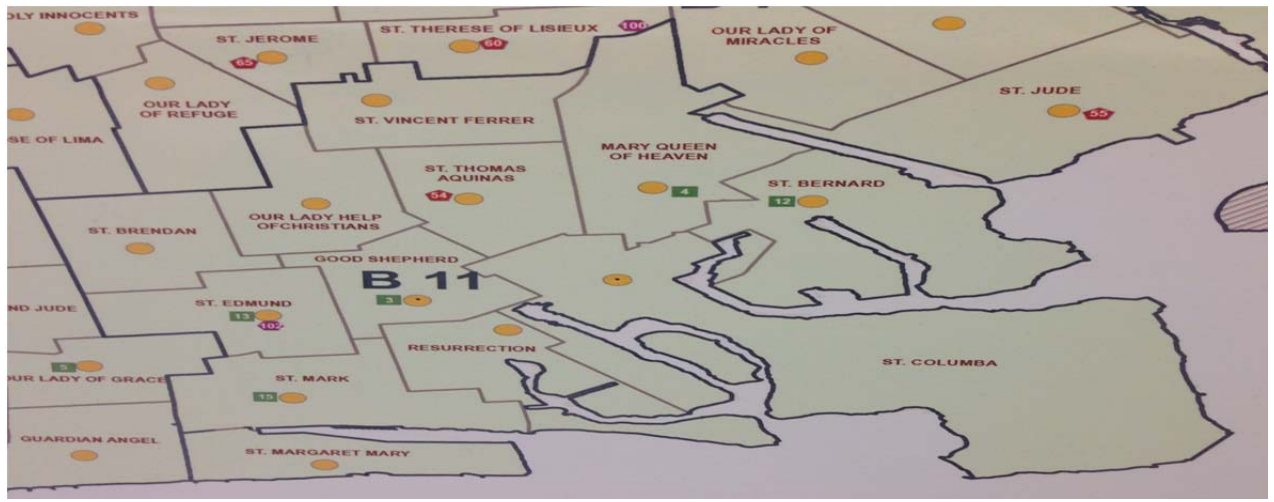 OLY INNOCENTS
ST. JEROME
65
ST. THERESE OF LISIEUX
60
100
OUR LADY OF
MIRACLES
ST. JUDE
55
OUR LADY
OF REFUGE
SE OF LIMA
ST. VINCENT FERRER
MARY QUEEN
OF HEAVEN
4
ST. THOMAS
AQUINAS
54
ST. BERNARD
12
OUR LADY HELP
OFCHRISTIANS
ST. BRENDAN
GOOD SHEPHERD
B 11
3
ST. EDMUND
13
102
ND JUDE
RESURRECTION
ST. COLUMBA
5
OUR LADY OF GRACE
ST. MARK
15
GUARDIAN ANGEL
ST. MARGARET MARY